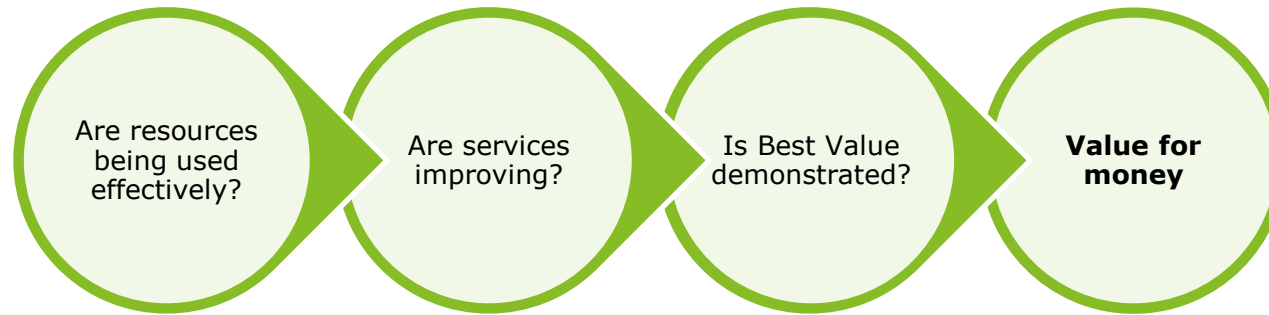 Are resources
being used
effectively?
Are services
improving?
Is Best Value
demonstrated?
Value for
money